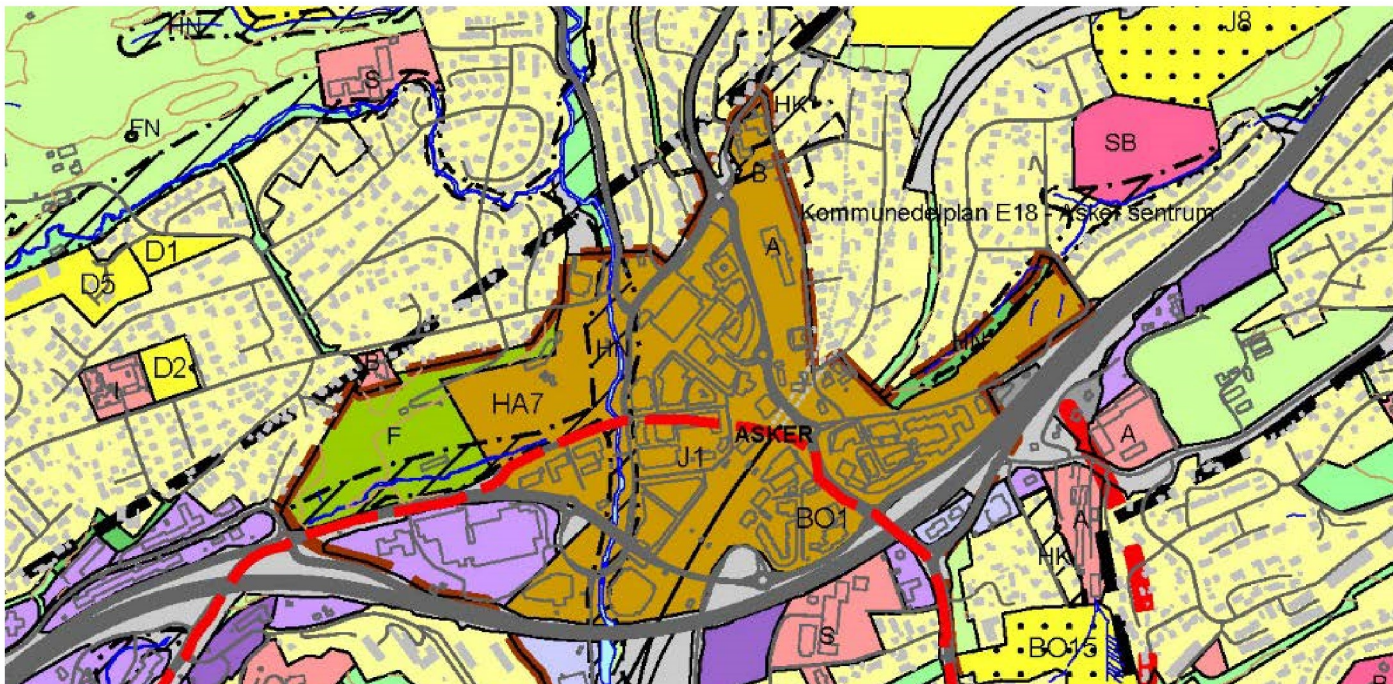 HN
J8
S
HK
FN
SB
B
Kommunedelplan E18 - Asker sentrum
A
D1
D5
HN
HN
B
D2
HA7
F
ASKER
A
J1
BO1
A
HK
S
BO15